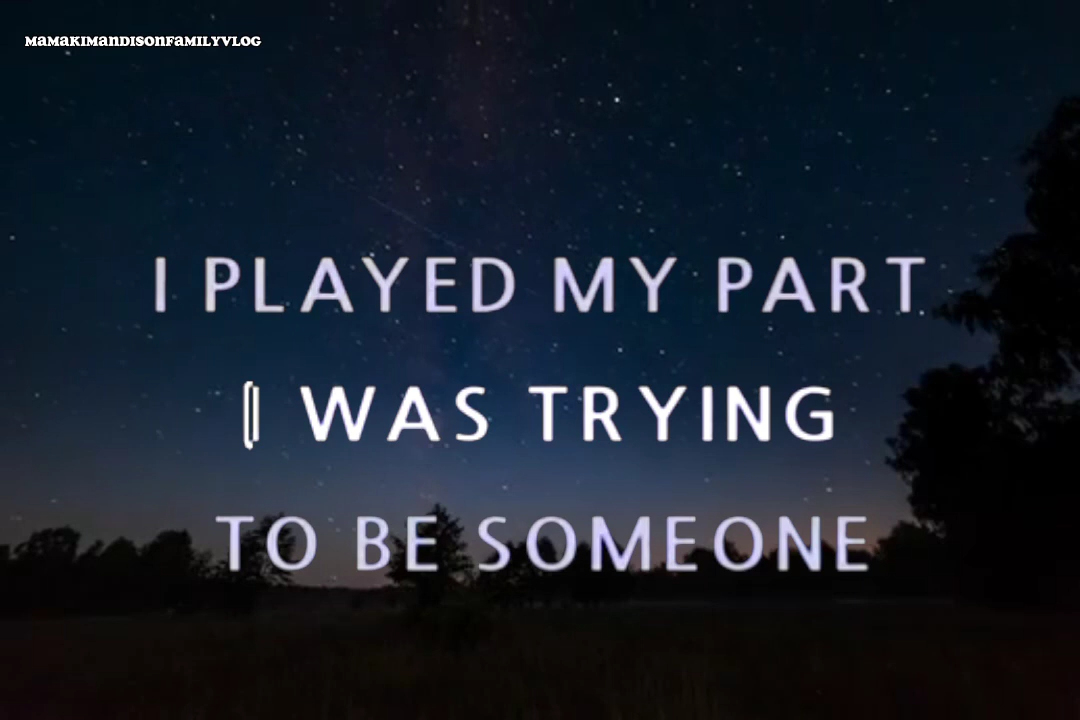 MAMAKIMANDISONFAMILYVLOG
I PLAYED MY PART
I WAS TRYING
TO BE SOMEONE